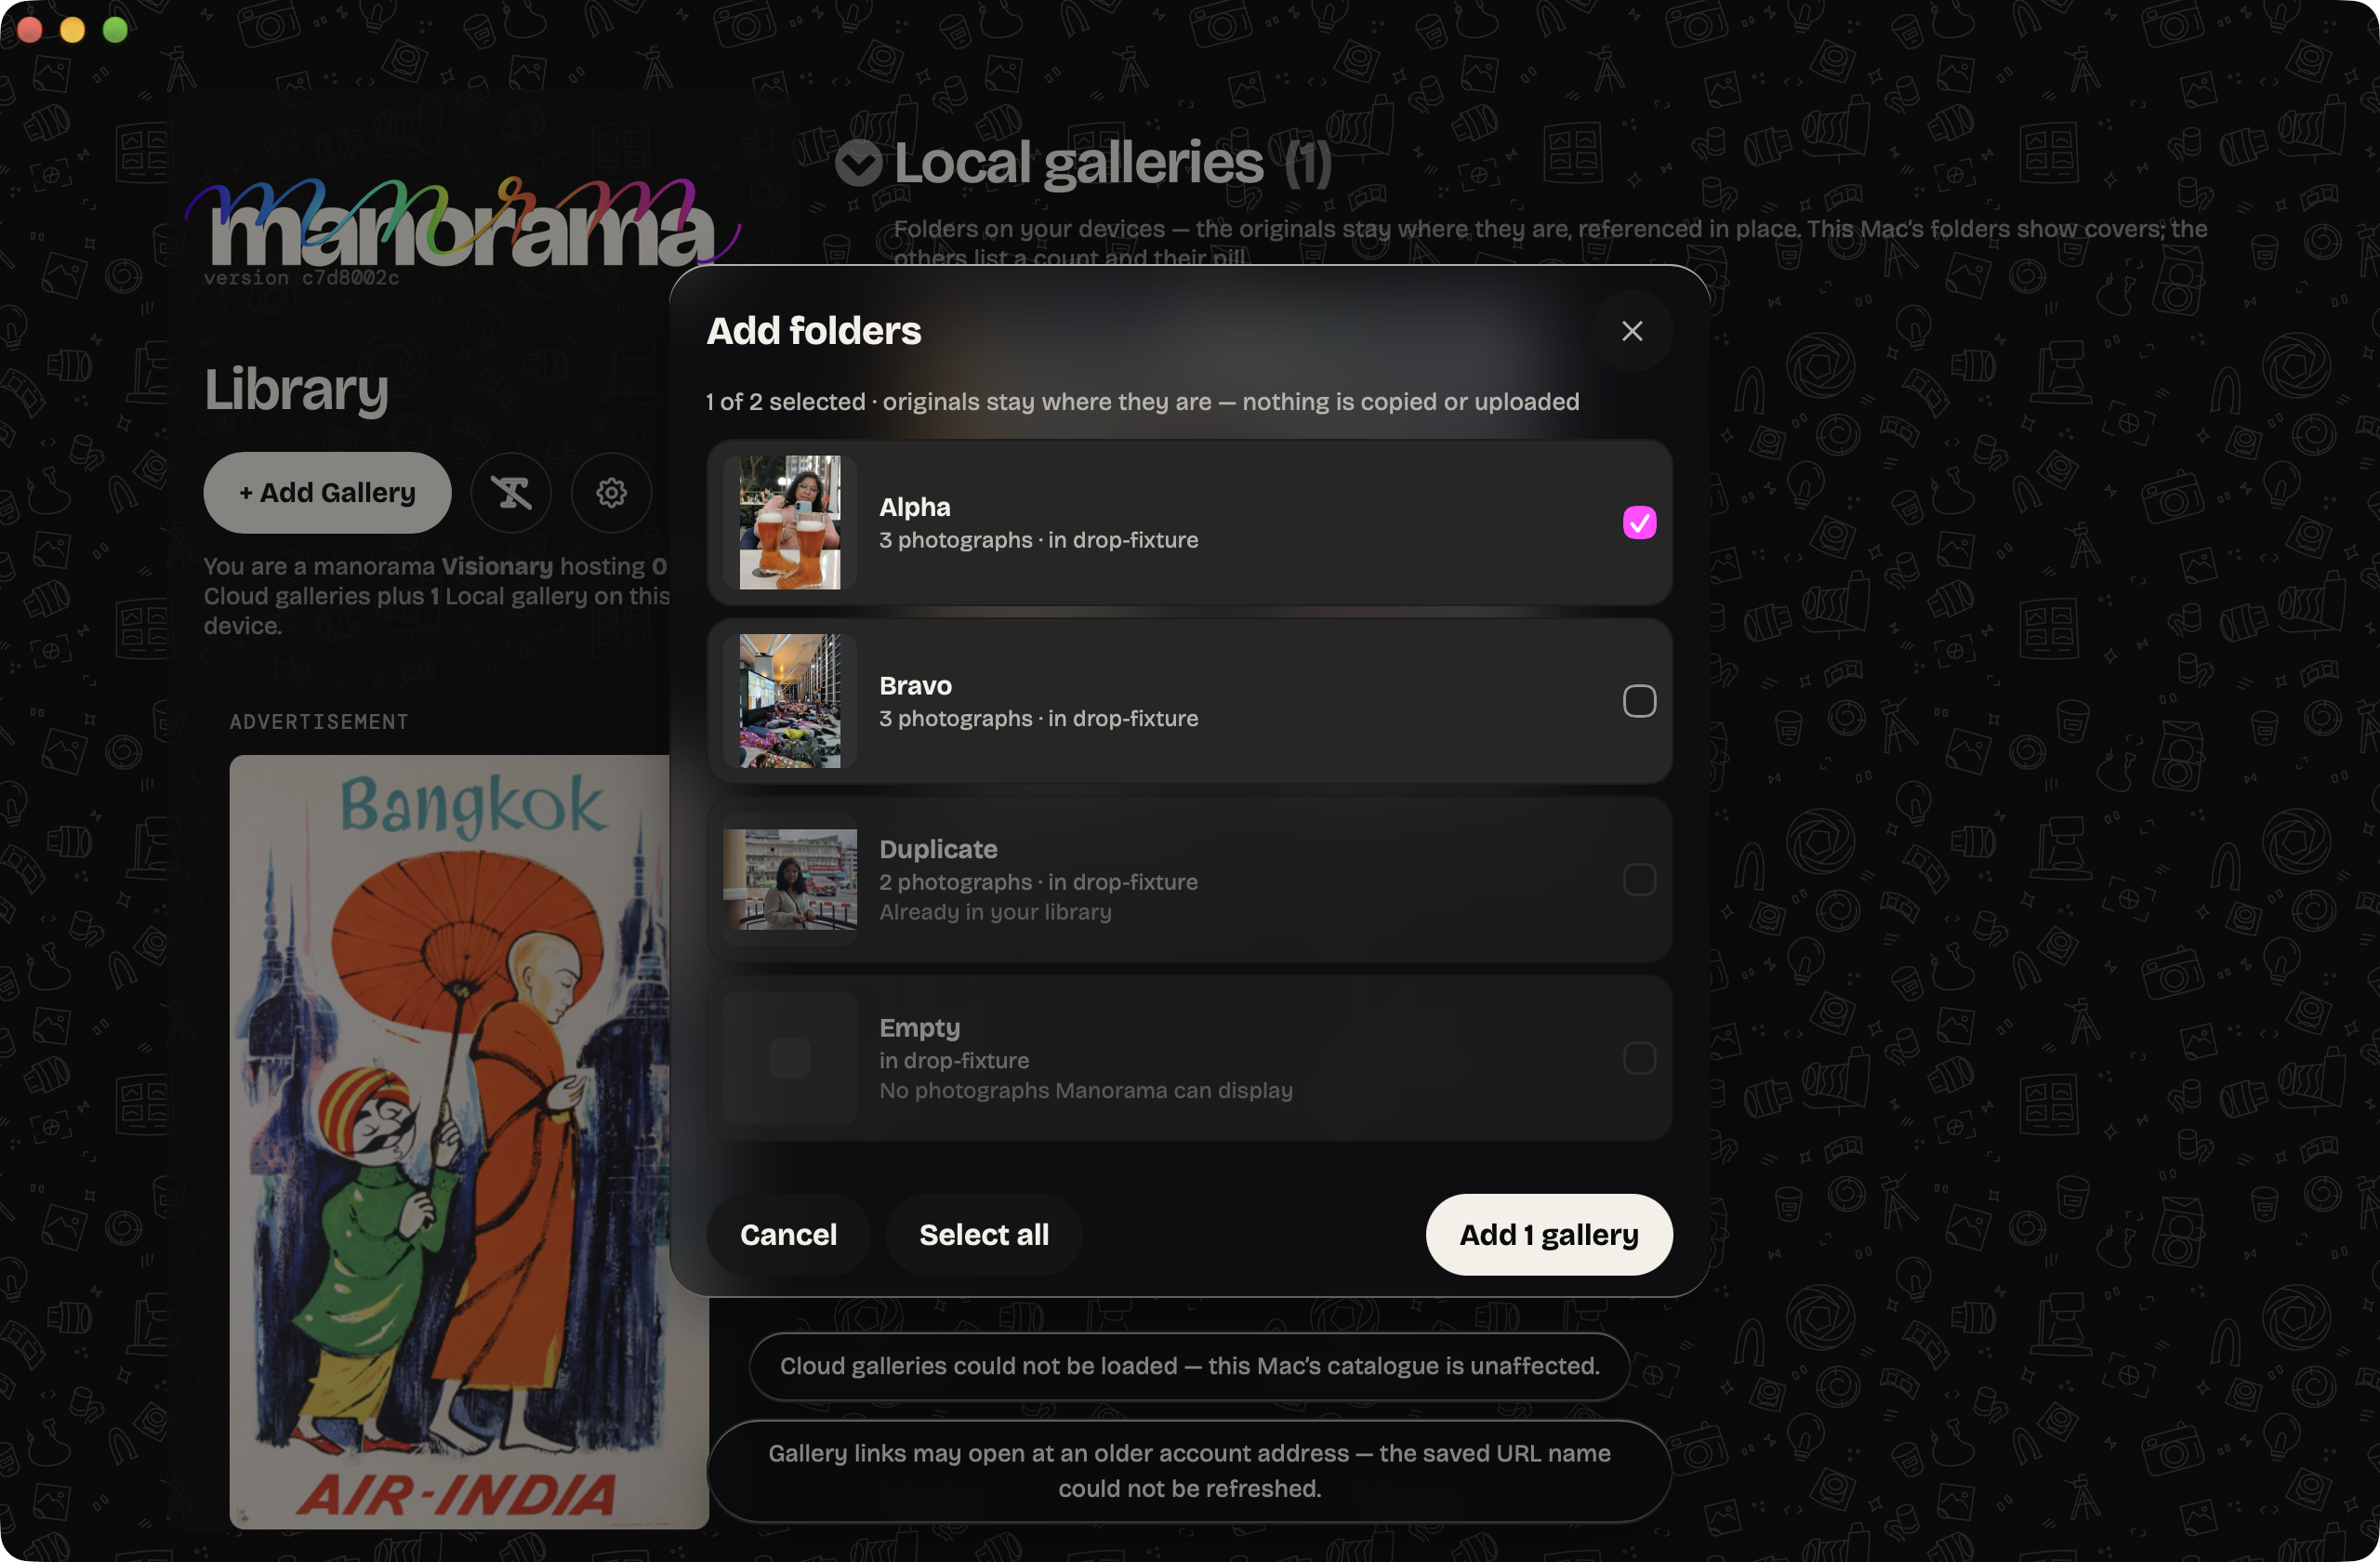 manorama
version c7d8002c
Library
+ Add Gallery
You are a manorama Visionary hosting 0
Cloud galleries plus 1 Local gallery on this
device.
ADVERTISEMENT
Bangkok
AIR-INDIA
Local galleries (1)
Folders on your devices — the originals stay where they are, referenced in place. This Mac’s folders show covers; the
others list a count and their pill.
Add folders
1 of 2 selected · originals stay where they are — nothing is copied or uploaded
Alpha
3 photographs · in drop-fixture
Bravo
3 photographs · in drop-fixture
Duplicate
2 photographs · in drop-fixture
Already in your library
Empty
in drop-fixture
No photographs Manorama can display
Cancel
Select all
Add 1 gallery
Cloud galleries could not be loaded — this Mac’s catalogue is unaffected.
Gallery links may open at an older account address — the saved URL name
could not be refreshed.